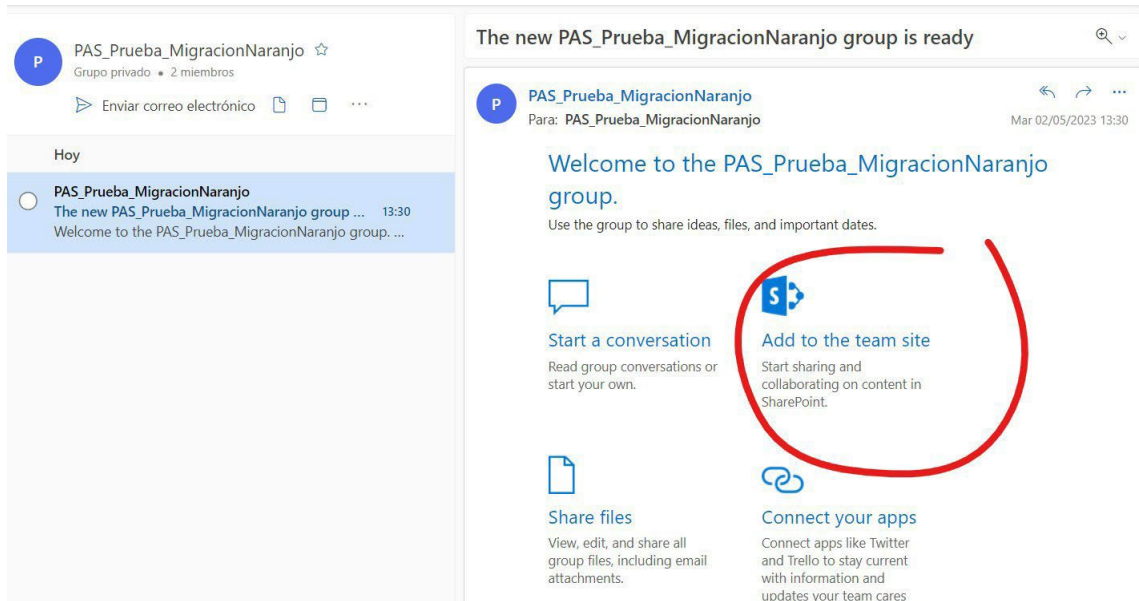 The new PAS_Prueba_MigracionNaranjo group is ready
P
PAS_Prueba_MigracionNaranjo
Grupo privado • 2 miembros
Enviar correo electrónico
Hoy
PAS_Prueba_MigracionNaranjo
The new PAS_Prueba_MigracionNaranjo group ... 13:30
Welcome to the PAS_Prueba_MigracionNaranjo group. ...
P
PAS_Prueba_MigracionNaranjo
Para: PAS_Prueba_MigracionNaranjo
Mar 02/05/2023 13:30
Welcome to the PAS_Prueba_MigracionNaranjo
group.
Use the group to share ideas, files, and important dates.
Start a conversation
Read group conversations or
start your own.
S
Add to the team site
Start sharing and
collaborating on content in
SharePoint.
Share files
View, edit, and share all
group files, including email
attachments.
Connect your apps
Connect apps like Twitter
and Trello to stay current
with information and
updates your team cares